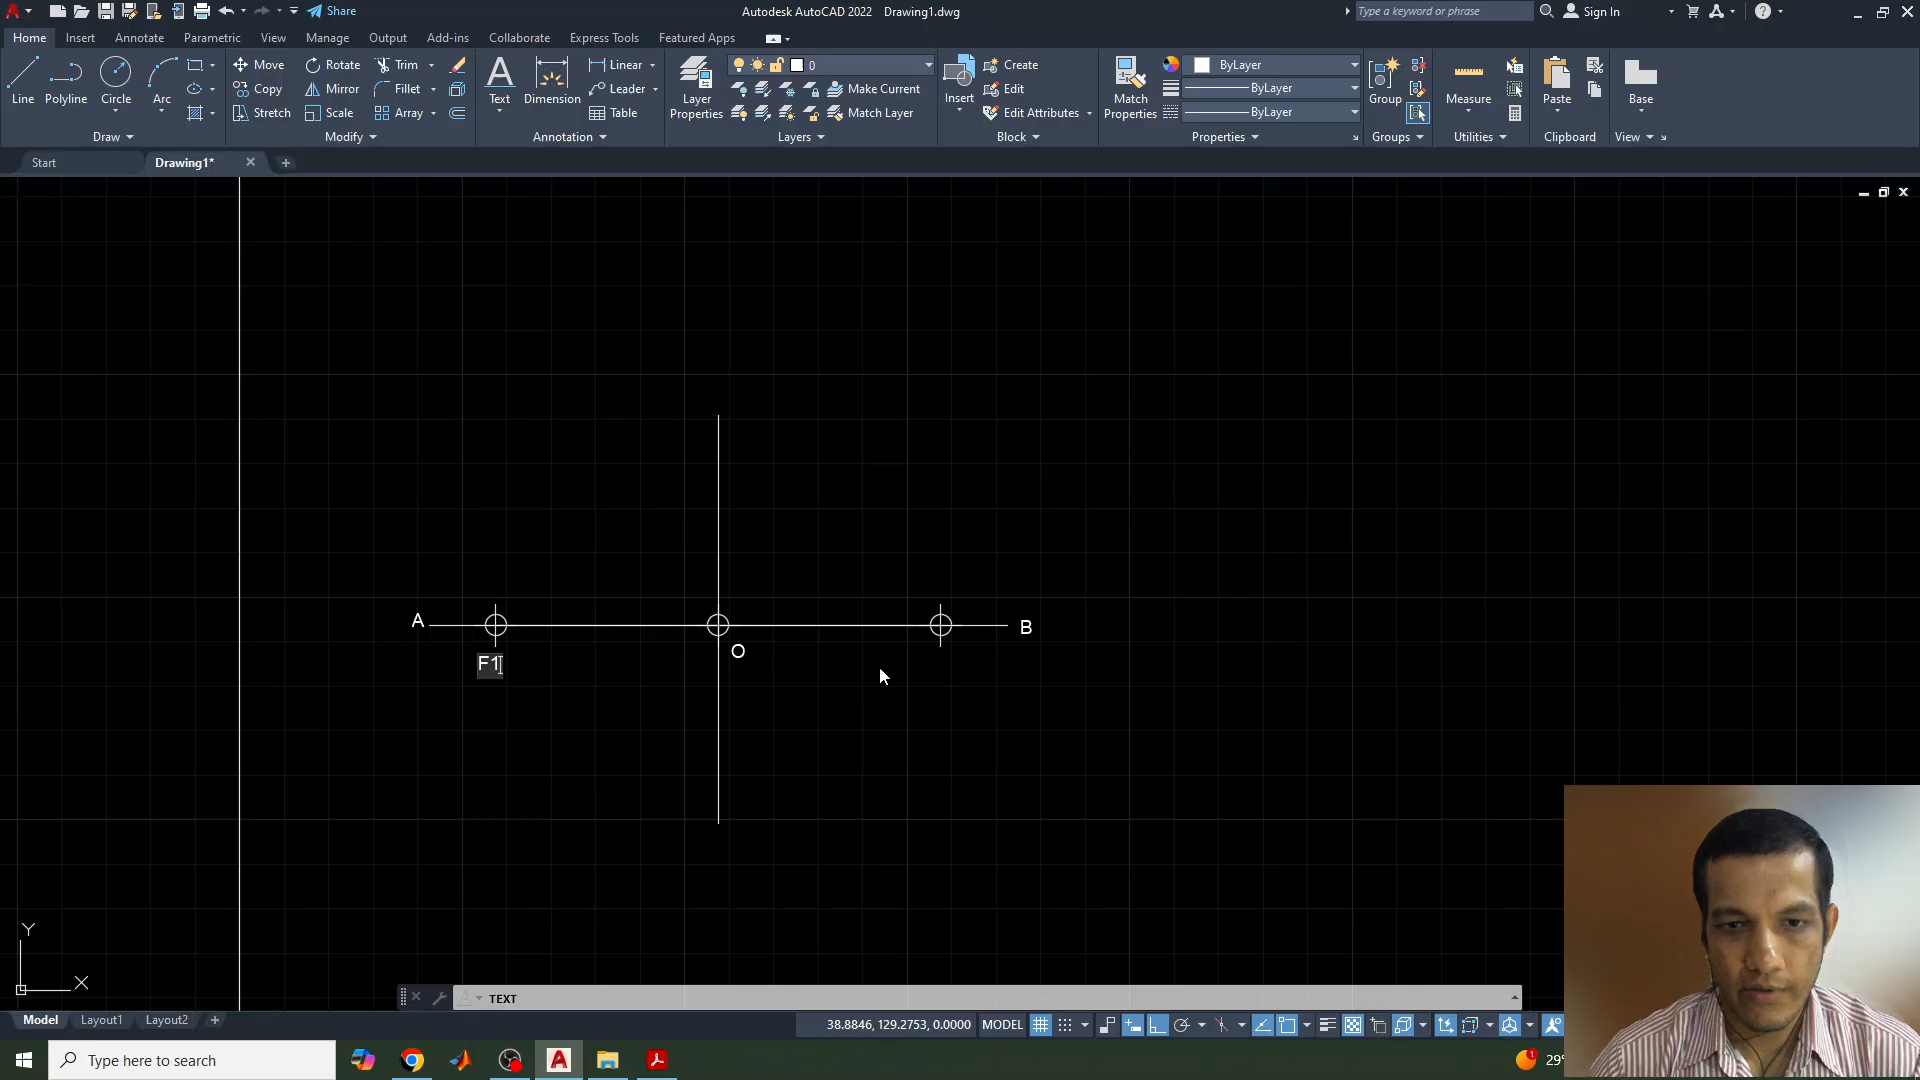 Share
Autodesk AutoCAD 2022 Drawing1.dwg
Type a keyword or phrase
Sign In
Home Insert Annotate Parametric View Manage Output Add-ins Collaborate Express Tools Featured Apps
Line Polyline Circle Arc
Move Rotate Trim
Copy Mirror Fillet
Stretch Scale Array
Text Dimension
Linear
Leader
Table
Layer Properties
0
Make Current
Match Layer
Insert
Create
Edit
Edit Attributes
Match Properties
ByLayer
ByLayer
ByLayer
Group
Measure
Paste
Base
Draw Modify Annotation Layers Block Properties Groups Utilities Clipboard View
Start Drawing1*
A
B
O
F1
Y
X
TEXT
Model Layout1 Layout2
38.8846, 129.2753, 0.0000 MODEL
Type here to search
29°